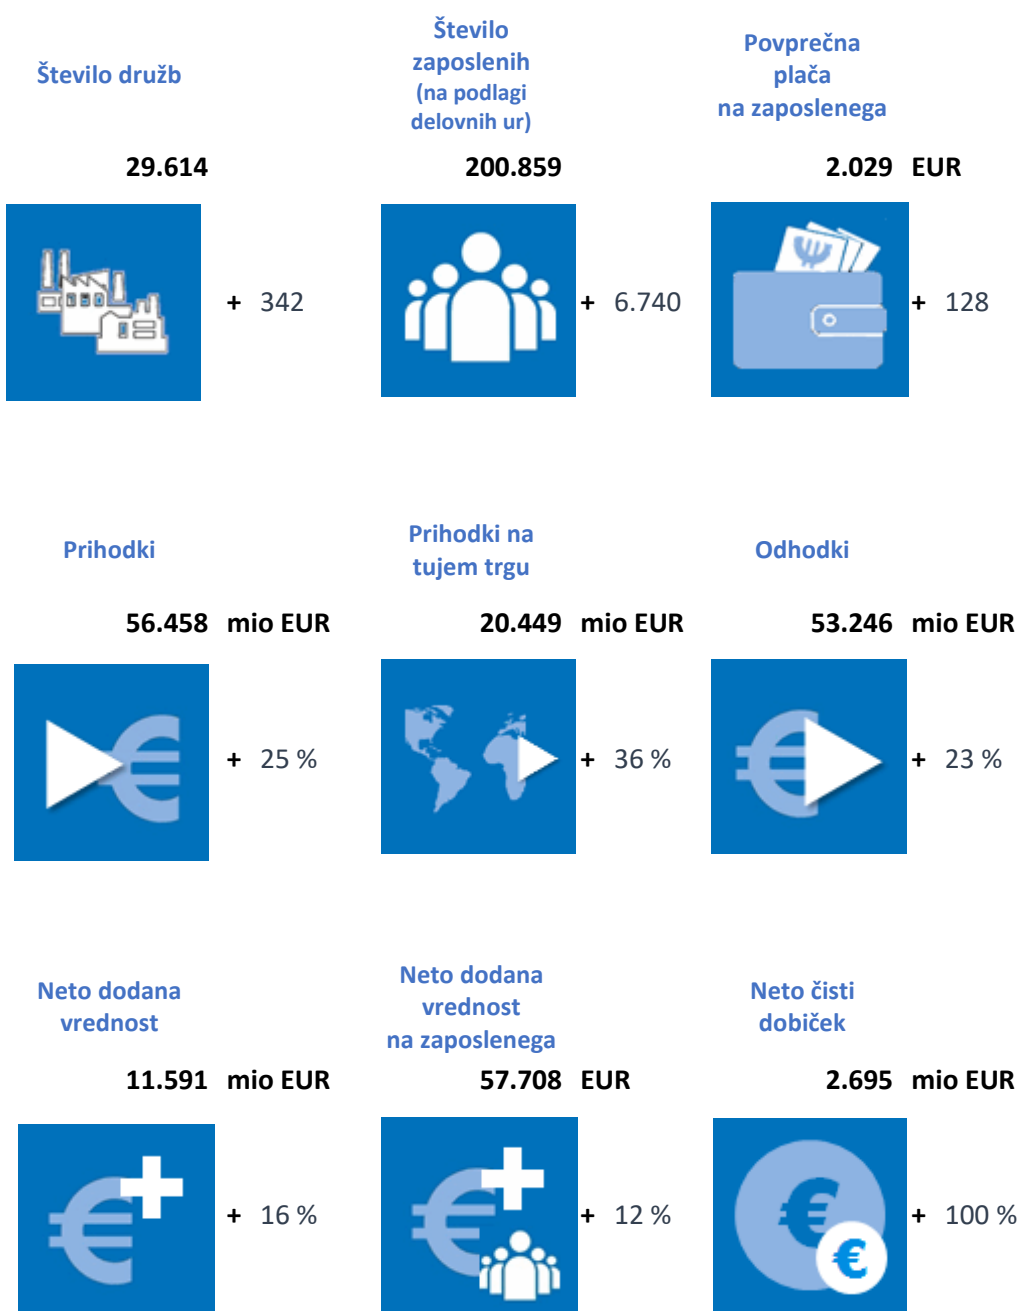 Število družb
Število
zaposlenih
(na podlagi
delovnih ur)
Povprečna
plača
na zaposlenega
29.614
200.859
2.029 EUR
+ 342
+ 6.740
+ 128
Prihodki
Prihodki na
tujem trgu
Odhodki
56.458 mio EUR
20.449 mio EUR
53.246 mio EUR
+ 25 %
+ 36 %
+ 23 %
Neto dodana
vrednost
Neto dodana
vrednost
na zaposlenega
Neto čisti
dobiček
11.591 mio EUR
57.708 EUR
2.695 mio EUR
+ 16 %
+ 12 %
+ 100 %